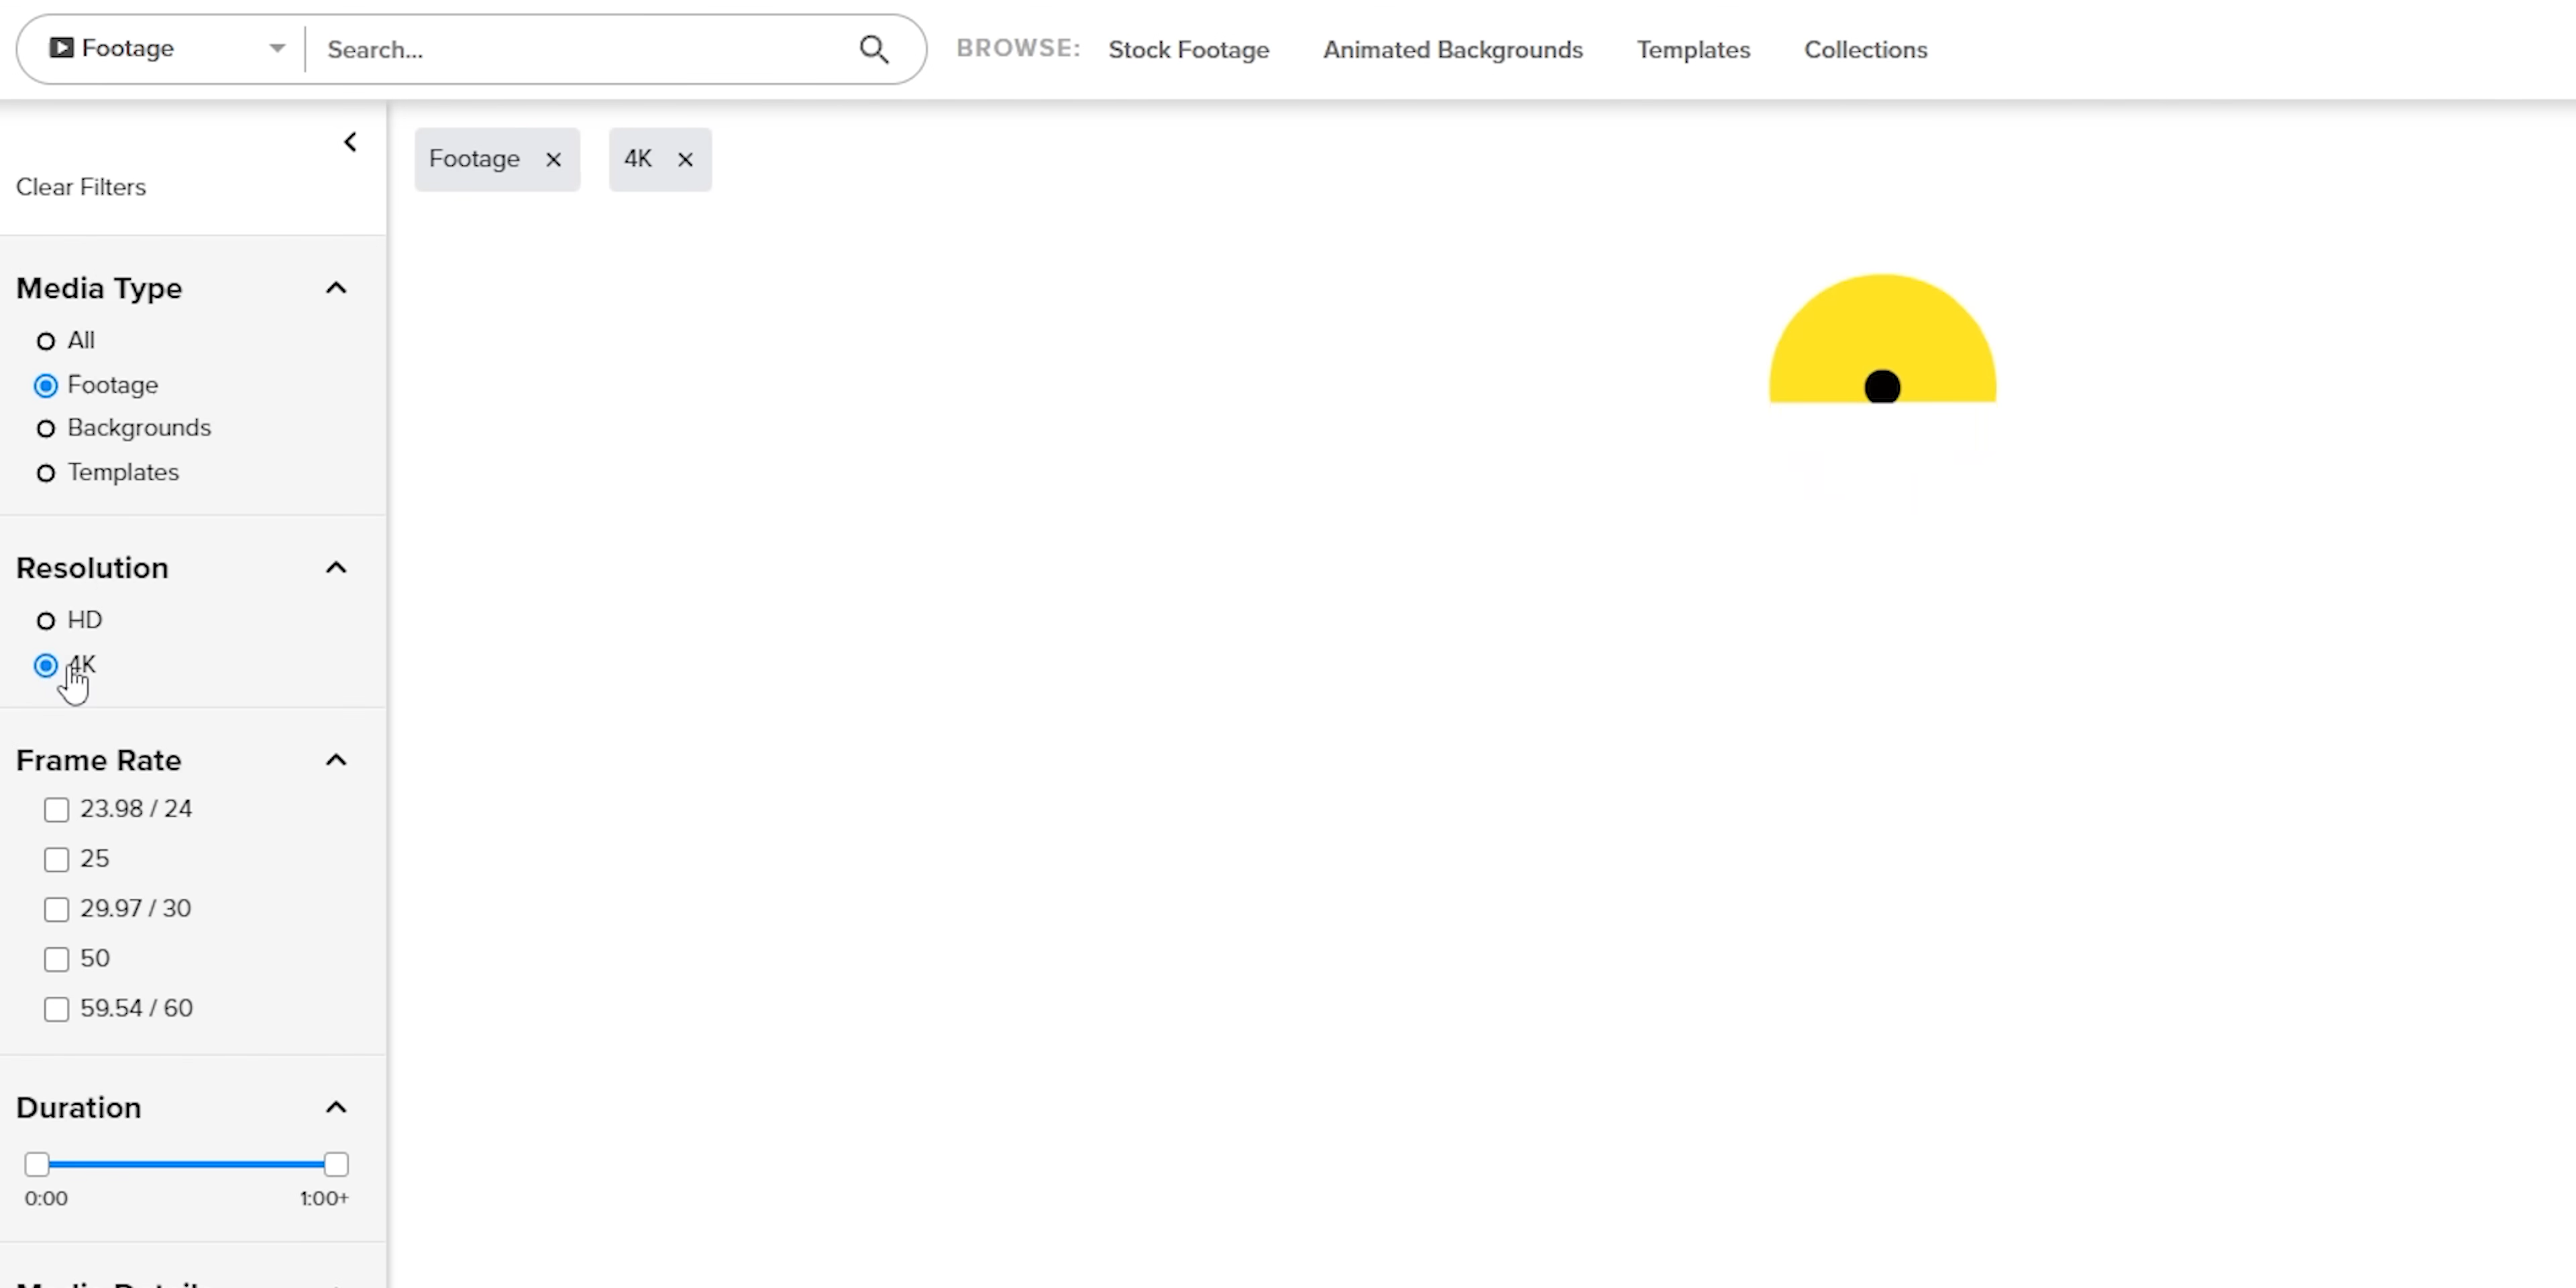 Footage Search... BROWSE: Stock Footage Animated Backgrounds Templates Collections
Footage 4K
Clear Filters
Media Type
All
Footage
Backgrounds
Templates
Resolution
HD
4K
Frame Rate
23.98 / 24
25
29.97 / 30
50
59.54 / 60
Duration
0:00 1:00+